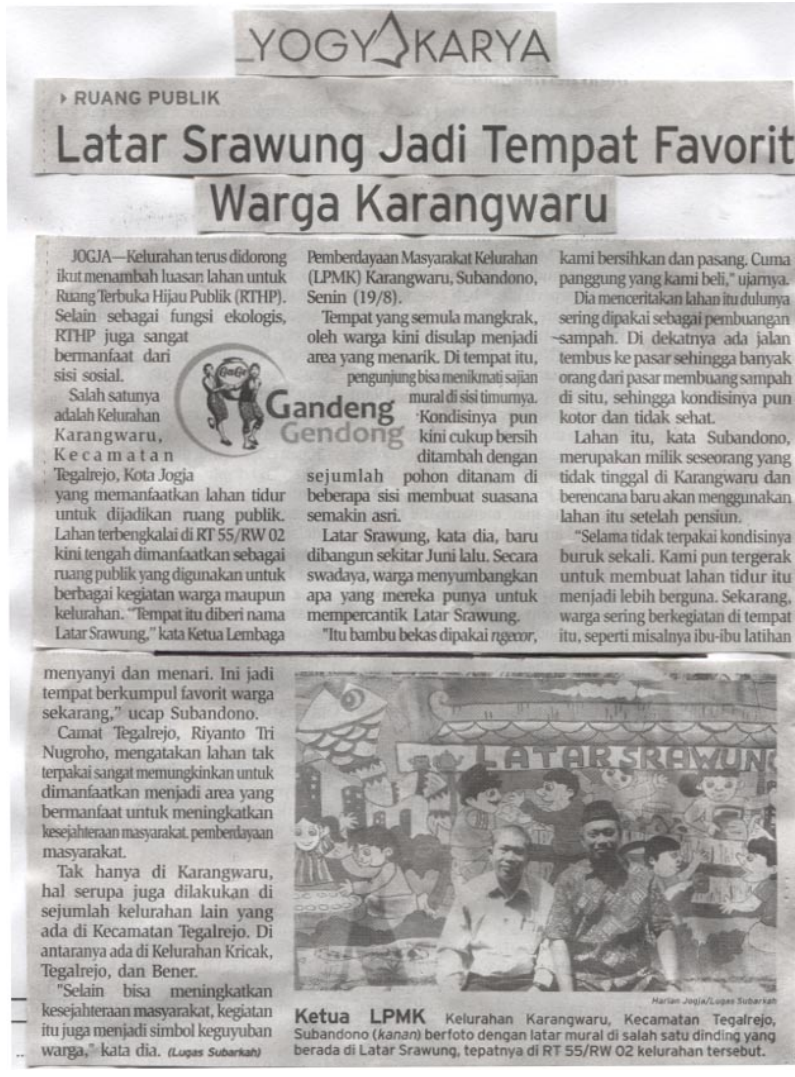 YOGYAKARYA
RUANG PUBLIK
Latar Srawung Jadi Tempat Favorit
Warga Karangwaru
JOGJA—Kelurahan terus didorong
ikut menambah luasan lahan untuk
Ruang Terbuka Hijau Publik (RTHP).
Selain sebagai fungsi ekologis,
RTHP juga sangat
bermanfaat dari
sisi sosial.
Salah satunya
adalah Kelurahan
Karangwaru,
Kecamatan
Tegalrejo, Kota Jogja
yang memanfaatkan lahan tidur
untuk dijadikan ruang publik.
Lahan terbengkalai di RT 55/RW 02
kini tengah dimanfaatkan sebagai
ruang publik yang digunakan untuk
berbagai kegiatan warga maupun
kelurahan. "Tempat itu diberi nama
Latar Srawung," kata Ketua Lembaga
Gandeng
Gendong
Pemberdayaan Masyarakat Kelurahan
(LPMK) Karangwaru, Subandono,
Senin (19/8).
Tempat yang semula mangkrak,
oleh warga kini disulap menjadi
area yang menarik. Di tempat itu,
pengunjung bisa menikmati sajian
mural di sisi timurnya.
Kondisinya pun
kini cukup bersih
ditambah dengan
sejumlah pohon ditanam di
beberapa sisi membuat suasana
semakin asri.
Latar Srawung, kata dia, baru
dibangun sekitar Juni lalu. Secara
swadaya, warga menyumbangkan
apa yang mereka punya untuk
mempercantik Latar Srawung.
"Itu bambu bekas dipakai ngecor,
kami bersihkan dan pasang. Cuma
panggung yang kami beli," ujarnya.
Dia menceritakan lahan itu dulunya
sering dipakai sebagai pembuangan
sampah. Di dekatnya ada jalan
tembus ke pasar sehingga banyak
orang dari pasar membuang sampah
di situ, sehingga kondisinya pun
kotor dan tidak sehat.
Lahan itu, kata Subandono,
merupakan milik seseorang yang
tidak tinggal di Karangwaru dan
berencana baru akan menggunakan
lahan itu setelah pensiun.
"Selama tidak terpakai kondisinya
buruk sekali. Kami pun tergerak
untuk membuat lahan tidur itu
menjadi lebih berguna. Sekarang,
warga sering berkegiatan di tempat
itu, seperti misalnya ibu-ibu latihan
menyanyi dan menari. Ini jadi
tempat berkumpul favorit warga
sekarang," ucap Subandono.
Camat Tegalrejo, Riyanto Tri
Nugroho, mengatakan lahan tak
terpakai sangat memungkinkan untuk
dimanfaatkan menjadi area yang
bermanfaat untuk meningkatkan
kesejahteraan masyarakat. pemberdayaan
masyarakat.
Tak hanya di Karangwaru,
hal serupa juga dilakukan di
sejumlah kelurahan lain yang
ada di Kecamatan Tegalrejo. Di
antaranya ada di Kelurahan Kricak,
Tegalrejo, dan Bener.
"Selain bisa meningkatkan
kesejahteraan masyarakat, kegiatan
itu juga menjadi simbol keguyuban
warga," kata dia. (Lugas Subarkah)
LATAR SRAWUNG
Harian Jogja/Lugas Subarkah
Ketua LPMK Kelurahan Karangwaru, Kecamatan Tegalrejo,
Subandono (kanan) berfoto dengan latar mural di salah satu dinding yang
berada di Latar Srawung, tepatnya di RT 55/RW 02 kelurahan tersebut.